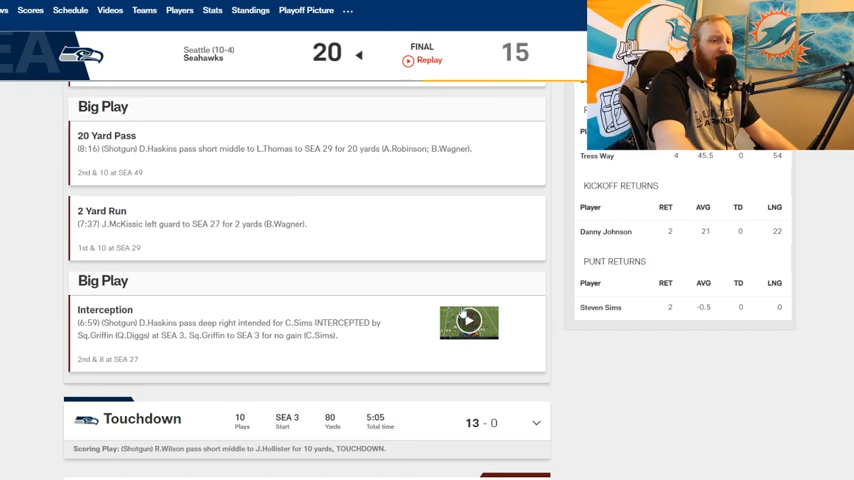 ws Scores Schedule Videos Teams Players Stats Standings Playoff Picture ...
SEA
Seattle (10-4)
Seahawks
20
FINAL
Replay
15
Big Play
20 Yard Pass
(8:16) (Shotgun) D.Haskins pass short middle to L.Thomas to SEA 29 for 20 yards (A.Robinson; B.Wagner).
2nd & 10 at SEA 49
2 Yard Run
(7:37) J.McKissic left guard to SEA 27 for 2 yards (B.Wagner).
1st & 10 at SEA 29
Big Play
Interception
(6:59) (Shotgun) D.Haskins pass deep right intended for C.Sims INTERCEPTED by
Sq.Griffin (Q.Diggs) at SEA 3. Sq.Griffin to SEA 3 for no gain (C.Sims).
2nd & 8 at SEA 27
Touchdown
10 SEA 3 80 5:05
Plays Start Yards Total time
13 - 0
Scoring Play: (Shotgun) R.Wilson pass short middle to J.Hollister for 10 yards, TOUCHDOWN.
Tress Way 4 45.5 0 54
KICKOFF RETURNS
Player RET AVG TD LNG
Danny Johnson 2 21 0 22
PUNT RETURNS
Player RET AVG TD LNG
Steven Sims 2 -0.5 0 0